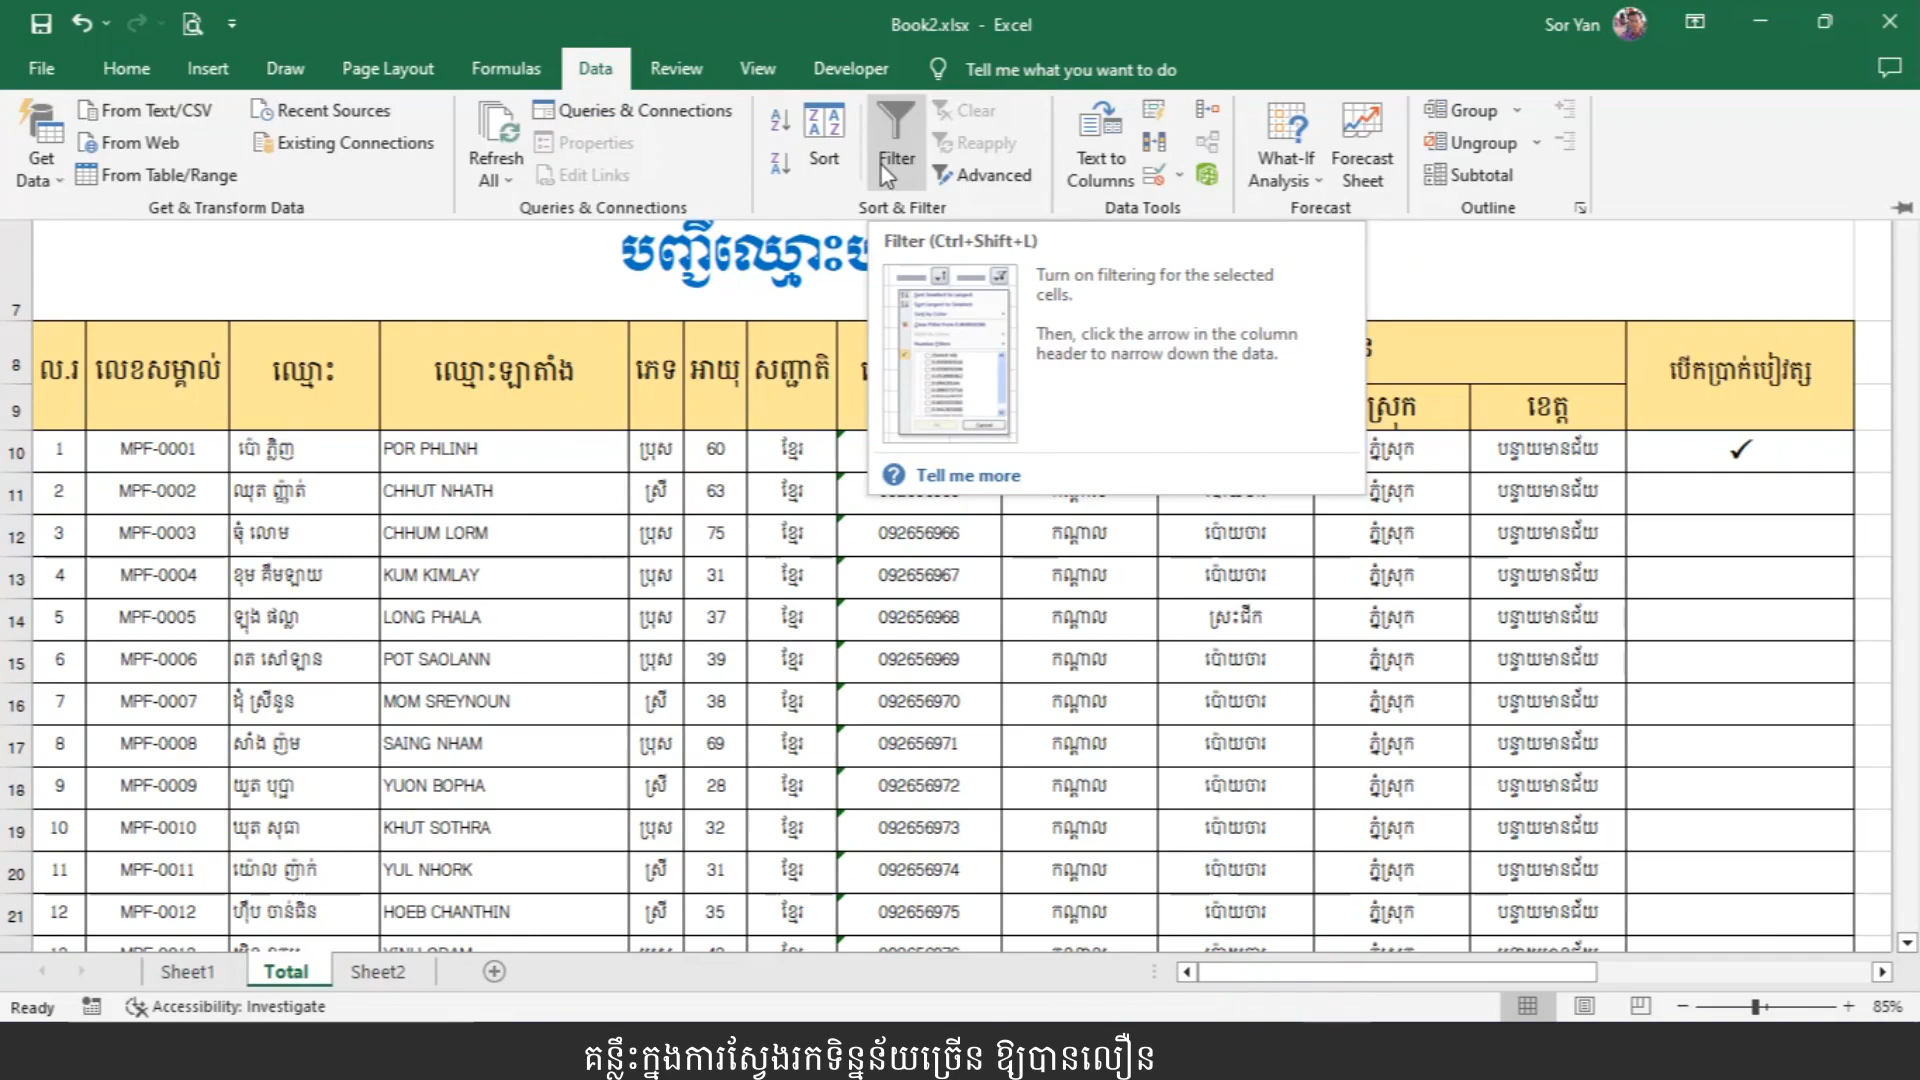 Book2.xlsx - Excel
Sor Yan
File Home Insert Draw Page Layout Formulas Data Review View Developer Tell me what you want to do
Get Data
From Text/CSV
From Web
From Table/Range
Recent Sources
Existing Connections
Get & Transform Data
Refresh All
Queries & Connections
Properties
Edit Links
Queries & Connections
Sort
Filter
Clear
Reapply
Advanced
Sort & Filter
Text to Columns
Data Tools
What-If Analysis
Forecast Sheet
Forecast
Group
Ungroup
Subtotal
Outline
Filter (Ctrl+Shift+L)
Turn on filtering for the selected
cells.
Then, click the arrow in the column
header to narrow down the data.
Tell me more
បញ្ជីឈ្មោះ
7
8 ល.រ លេខសម្គាល់ ឈ្មោះ ឈ្មោះឡាតាំង ភេទ អាយុ សញ្ជាតិ បើកប្រាក់បៀវត្ស
9 ស្រុក ខេត្ត
10 1 MPF-0001 ប៉ោ ភ្លិញ POR PHLINH ប្រុស 60 ខ្មែរ ភ្នំស្រុក បន្ទាយមានជ័យ ✓
11 2 MPF-0002 ឈុត ញ៉ាត់ CHHUT NHATH ស្រី 63 ខ្មែរ ភ្នំស្រុក បន្ទាយមានជ័យ
12 3 MPF-0003 ធុំ លោម CHHUM LORM ប្រុស 75 ខ្មែរ 092656966 កណ្តាល ប៉ោយចារ ភ្នំស្រុក បន្ទាយមានជ័យ
13 4 MPF-0004 ខុម គឹមឡាយ KUM KIMLAY ប្រុស 31 ខ្មែរ 092656967 កណ្តាល ប៉ោយចារ ភ្នំស្រុក បន្ទាយមានជ័យ
14 5 MPF-0005 ឡុង ផល្លា LONG PHALA ប្រុស 37 ខ្មែរ 092656968 កណ្តាល ស្រះជីក ភ្នំស្រុក បន្ទាយមានជ័យ
15 6 MPF-0006 ពត សៅឡាន POT SAOLANN ប្រុស 39 ខ្មែរ 092656969 កណ្តាល ប៉ោយចារ ភ្នំស្រុក បន្ទាយមានជ័យ
16 7 MPF-0007 ដុំ ស្រីនួន MOM SREYNOUN ស្រី 38 ខ្មែរ 092656970 កណ្តាល ប៉ោយចារ ភ្នំស្រុក បន្ទាយមានជ័យ
17 8 MPF-0008 សាំង ញ៉ម SAING NHAM ប្រុស 69 ខ្មែរ 092656971 កណ្តាល ប៉ោយចារ ភ្នំស្រុក បន្ទាយមានជ័យ
18 9 MPF-0009 យួត បុប្ផា YUON BOPHA ស្រី 28 ខ្មែរ 092656972 កណ្តាល ប៉ោយចារ ភ្នំស្រុក បន្ទាយមានជ័យ
19 10 MPF-0010 ឃុត សុធា KHUT SOTHRA ប្រុស 32 ខ្មែរ 092656973 កណ្តាល ប៉ោយចារ ភ្នំស្រុក បន្ទាយមានជ័យ
20 11 MPF-0011 យ៉ោល ញ៉ាក់ YUL NHORK ស្រី 31 ខ្មែរ 092656974 កណ្តាល ប៉ោយចារ ភ្នំស្រុក បន្ទាយមានជ័យ
21 12 MPF-0012 ហ៊ីប ចាន់ធិន HOEB CHANTHIN ស្រី 35 ខ្មែរ 092656975 កណ្តាល ប៉ោយចារ ភ្នំស្រុក បន្ទាយមានជ័យ
Sheet1 Total Sheet2
Ready Accessibility: Investigate 85%
គន្លឹះក្នុងការស្វែងរកទិន្នន័យច្រើន ឱ្យបានលឿន